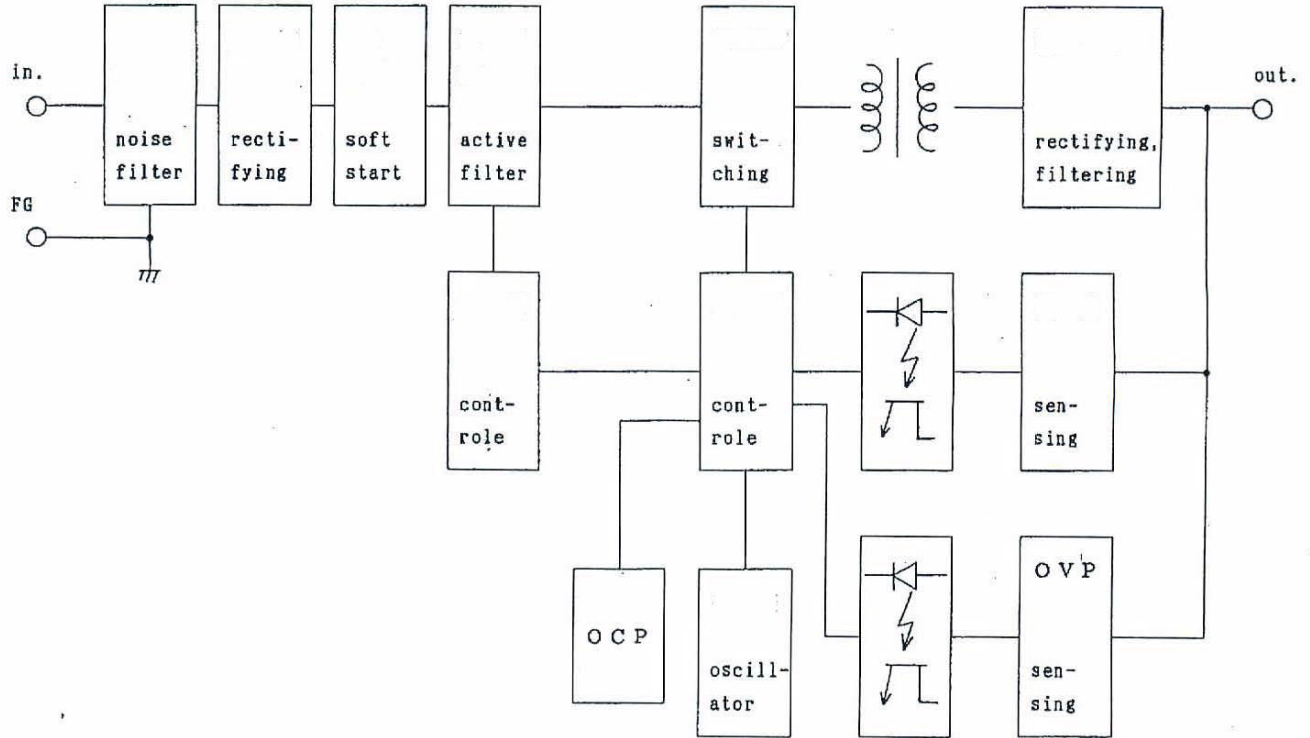 in.
out.
noise
filter
recti-
fying
soft
start
active
filter
swit-
ching
rectifying,
filtering
FG
cont-
role
cont-
role
sen-
sing
OCP
oscill-
ator
OVP
sen-
sing